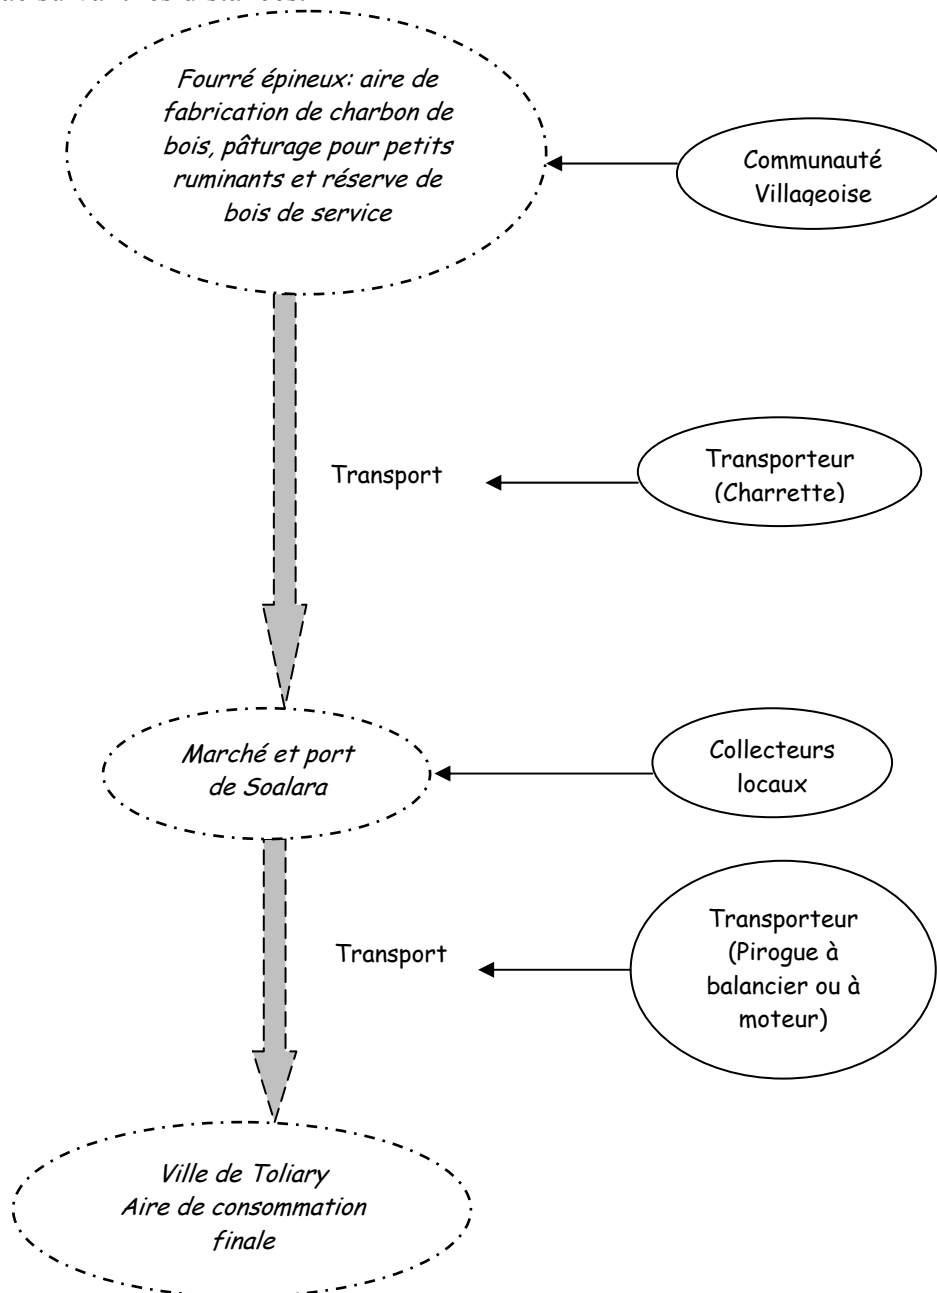 Fourré épineux: aire de
fabrication de charbon de
bois, pâturage pour petits
ruminants et réserve de
bois de service
Communauté
Villageoise
Transport
Transporteur
(Charrette)
Marché et port
de Soalara
Collecteurs
locaux
Transport
Transporteur
(Pirogue à
balancier ou à
moteur)
Ville de Toliary
Aire de consommation
finale